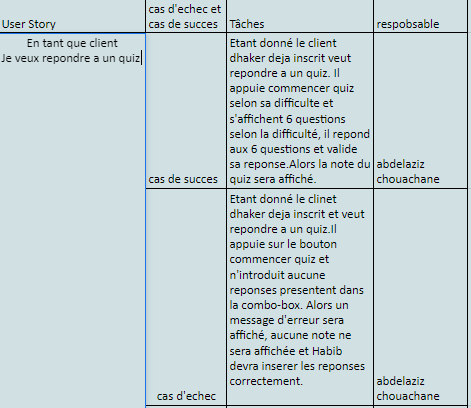 User Story
cas d'echec et
cas de succes
Tâches
respobsable
En tant que client
Je veux repondre a un quiz
cas de succes
Etant donné le client
dhaker deja inscrit veut
repondre a un quiz. Il
appuie commencer quiz
selon sa difficulte et
s'affichent 6 questions
selon la difficulté, il repond
aux 6 questions et valide
sa reponse.Alors la note du
quiz sera affiché.
abdelaziz
chouachane
cas d'echec
Etant donné le clinet
dhaker deja inscrit et veut
repondre a un quiz.Il
appuie sur le bouton
commencer quiz et
n'introduit aucune
reponses presentent dans
la combo-box. Alors un
message d'erreur sera
affiché, aucune note ne
sera affichée et Habib
devra inserer les reponses
correctement.
abdelaziz
chouachane